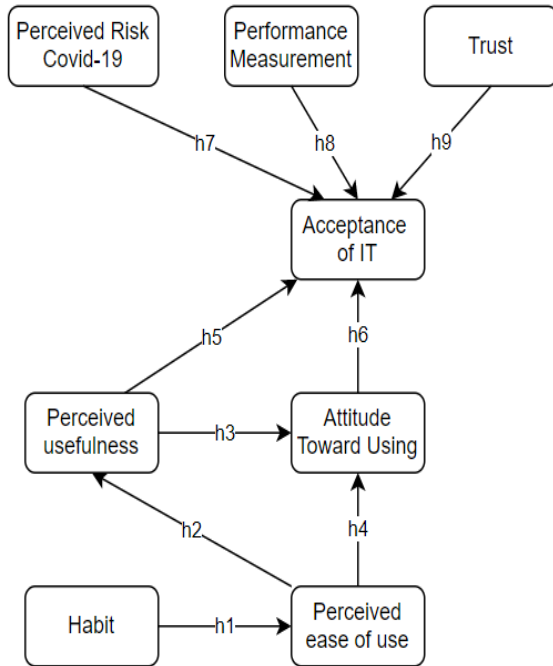 Perceived Risk
Covid-19
Performance
Measurement
Trust
h7
h8
h9
Acceptance
of IT
h5
h6
Perceived
usefulness
h3
Attitude
Toward Using
h2
h4
Habit
h1
Perceived
ease of use